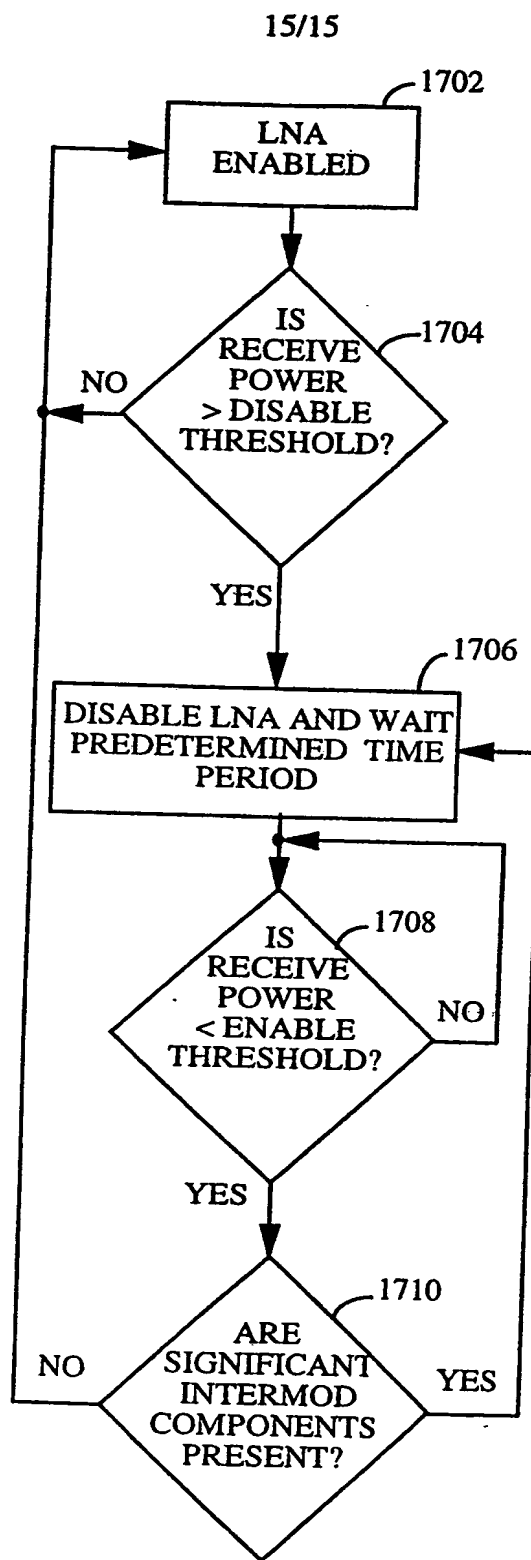 15/15
1702
LNA
ENABLED
IS
RECEIVE
POWER
> DISABLE
THRESHOLD?
1704
NO
YES
1706
DISABLE LNA AND WAIT
PREDETERMINED TIME
PERIOD
IS
RECEIVE
POWER
< ENABLE
THRESHOLD?
1708
NO
YES
1710
ARE
SIGNIFICANT
INTERMOD
COMPONENTS
PRESENT?
NO
YES